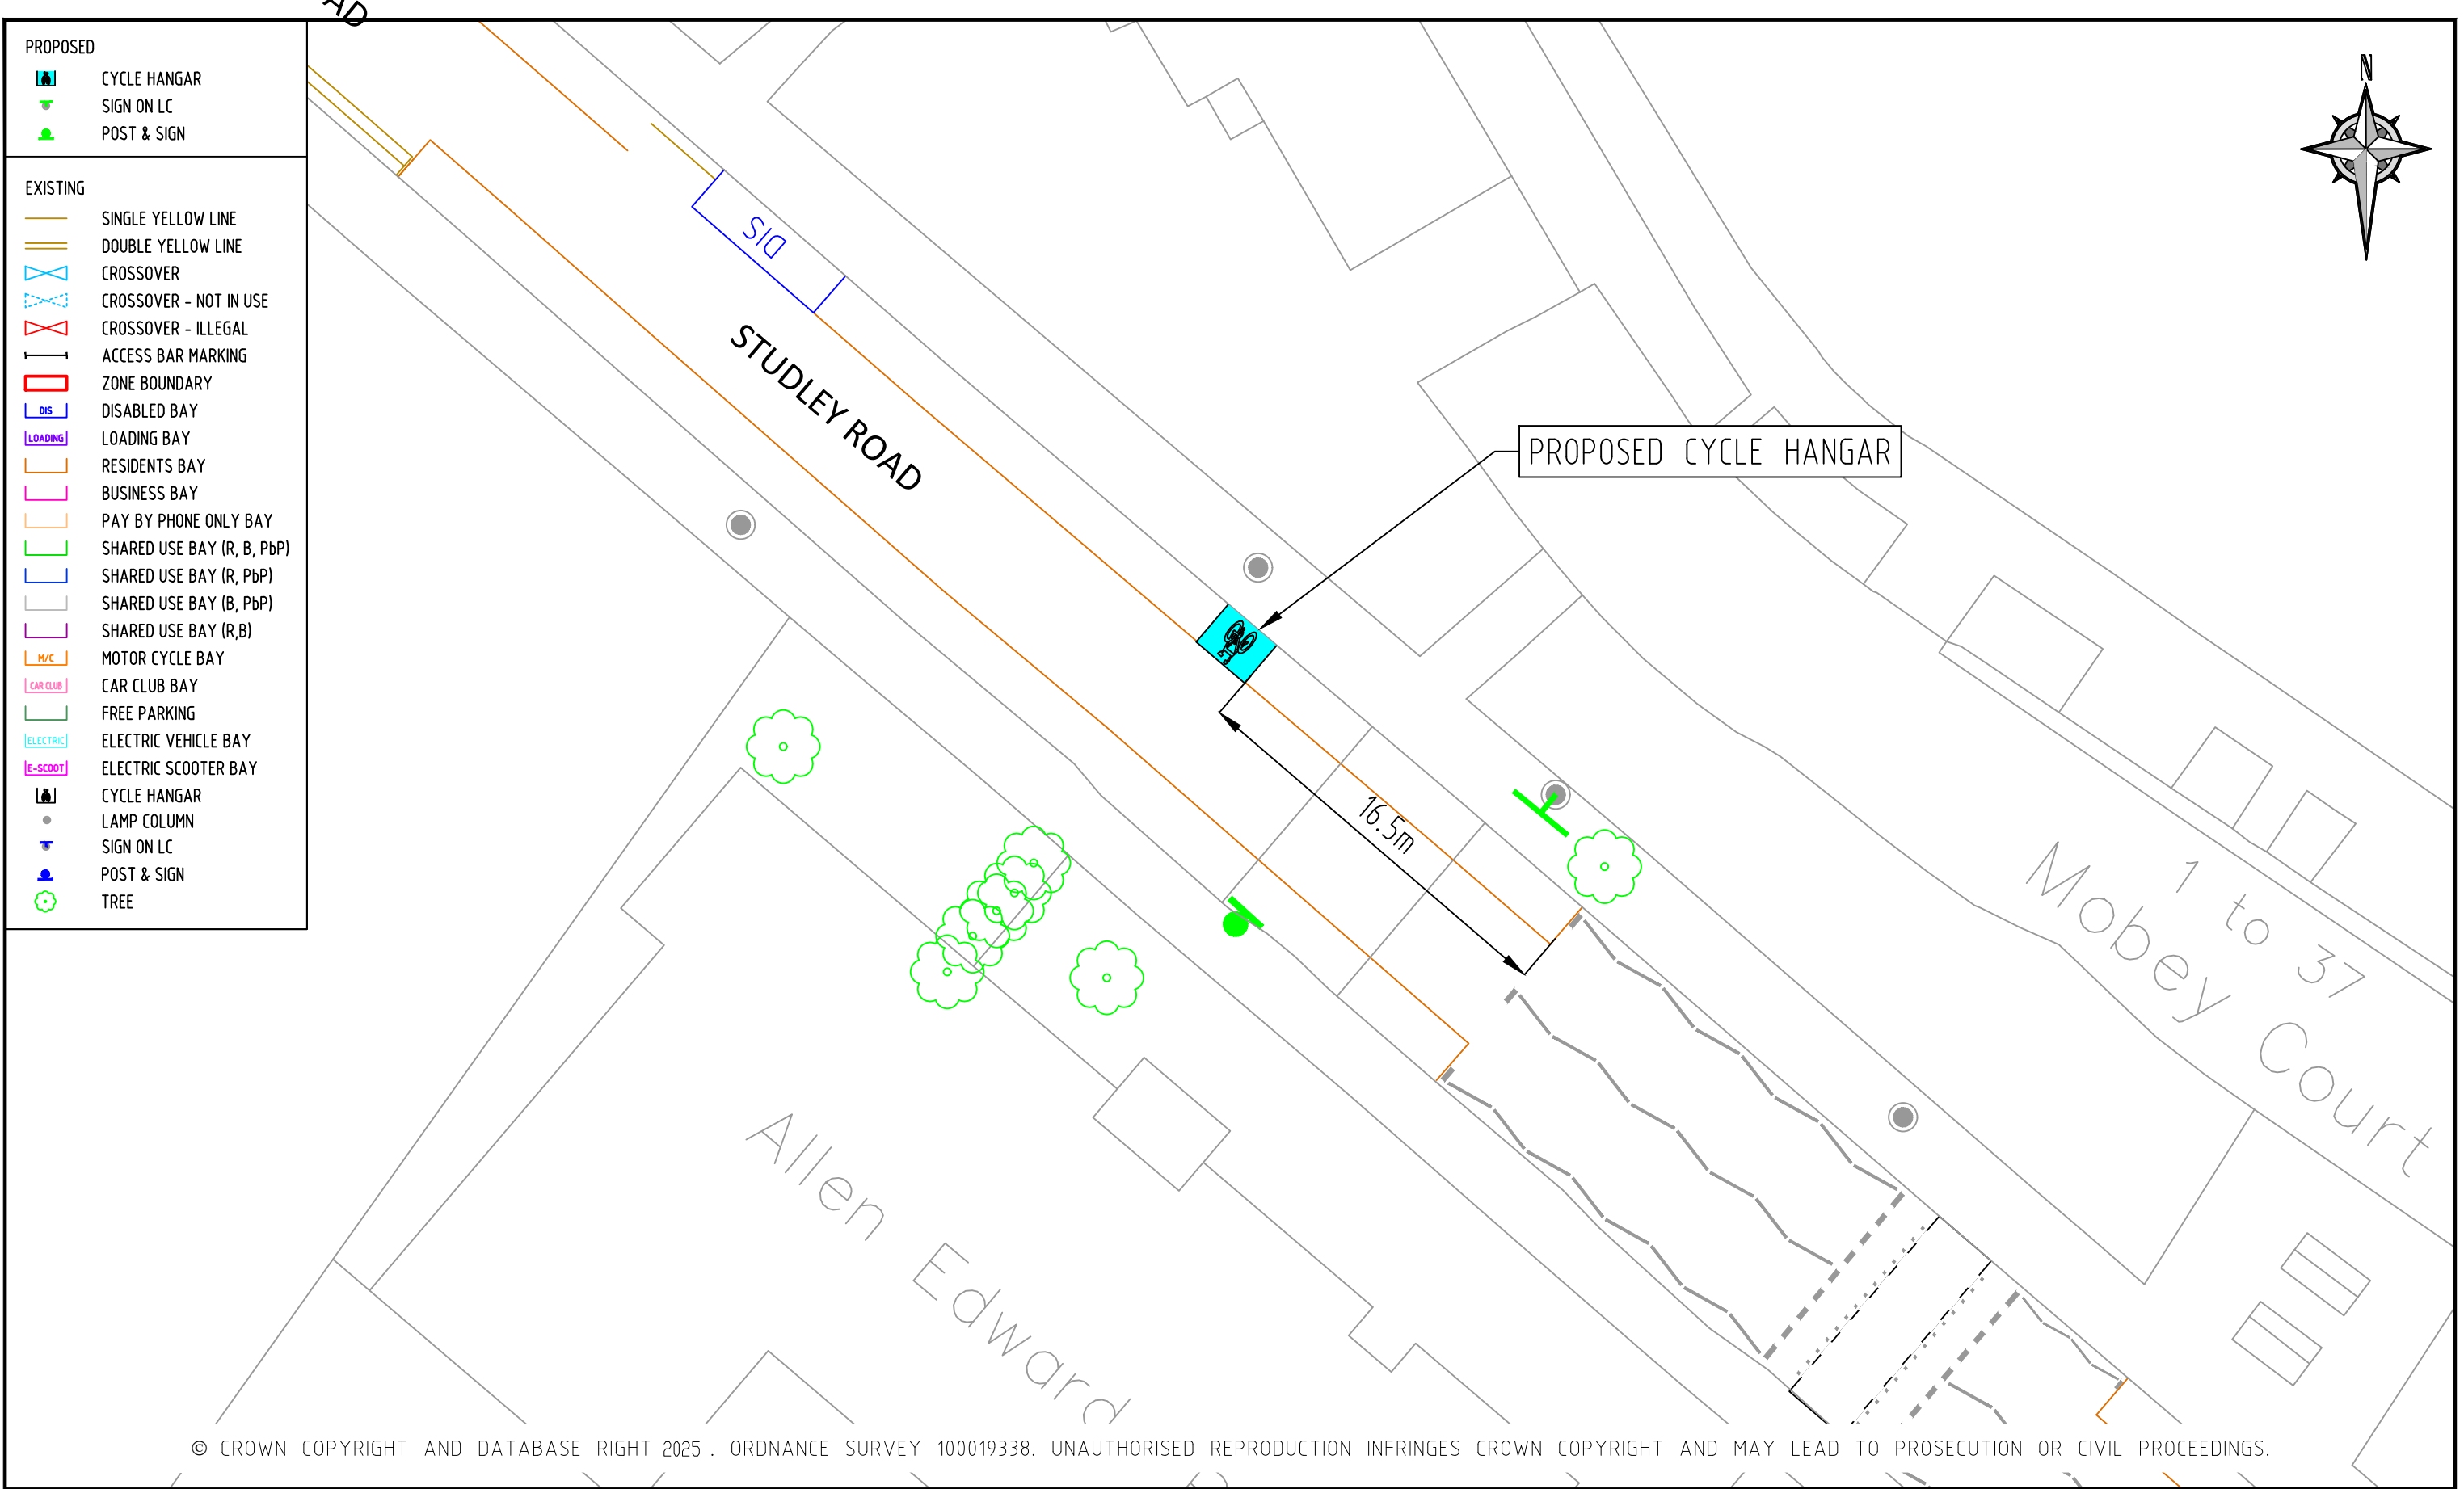 AD
PROPOSED
CYCLE HANGAR
SIGN ON LC
POST & SIGN
EXISTING
SINGLE YELLOW LINE
DOUBLE YELLOW LINE
CROSSOVER
CROSSOVER - NOT IN USE
CROSSOVER - ILLEGAL
ACCESS BAR MARKING
ZONE BOUNDARY
DIS DISABLED BAY
LOADING LOADING BAY
RESIDENTS BAY
BUSINESS BAY
PAY BY PHONE ONLY BAY
SHARED USE BAY (R, B, PbP)
SHARED USE BAY (R, PbP)
SHARED USE BAY (B, PbP)
SHARED USE BAY (R,B)
M/C MOTOR CYCLE BAY
CAR CLUB CAR CLUB BAY
FREE PARKING
ELECTRIC ELECTRIC VEHICLE BAY
E-SCOOT ELECTRIC SCOOTER BAY
CYCLE HANGAR
LAMP COLUMN
SIGN ON LC
POST & SIGN
TREE
N
DIS
STUDLEY ROAD
PROPOSED CYCLE HANGAR
16.5m
1 to 37
Mobey Court
Allen Edward
© CROWN COPYRIGHT AND DATABASE RIGHT 2025 . ORDNANCE SURVEY 100019338. UNAUTHORISED REPRODUCTION INFRINGES CROWN COPYRIGHT AND MAY LEAD TO PROSECUTION OR CIVIL PROCEEDINGS.